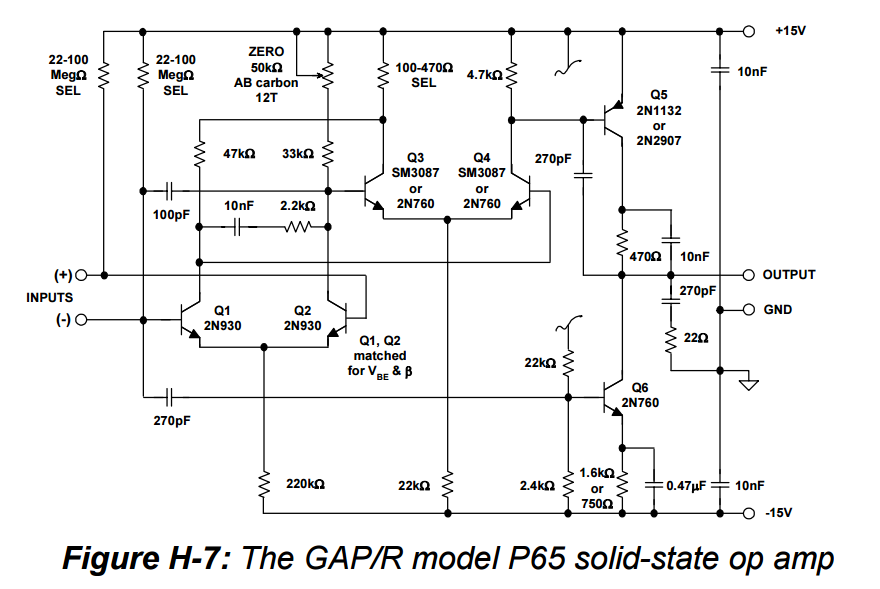 +15V
22-100
MegΩ
SEL
22-100
MegΩ
SEL
ZERO
50kΩ
AB carbon
12T
100-470Ω
SEL
4.7kΩ
10nF
Q5
2N1132
or
2N2907
47kΩ
33kΩ
Q3
SM3087
or
2N760
Q4
SM3087
or
2N760
270pF
100pF
10nF
2.2kΩ
470Ω
10nF
(+)
INPUTS
(-)
OUTPUT
270pF
GND
Q1
2N930
Q2
2N930
Q1, Q2
matched
for VBE & β
22Ω
22kΩ
Q6
2N760
270pF
220kΩ
22kΩ
2.4kΩ
1.6kΩ
or
750Ω
0.47μF
10nF
-15V
Figure H-7: The GAP/R model P65 solid-state op amp